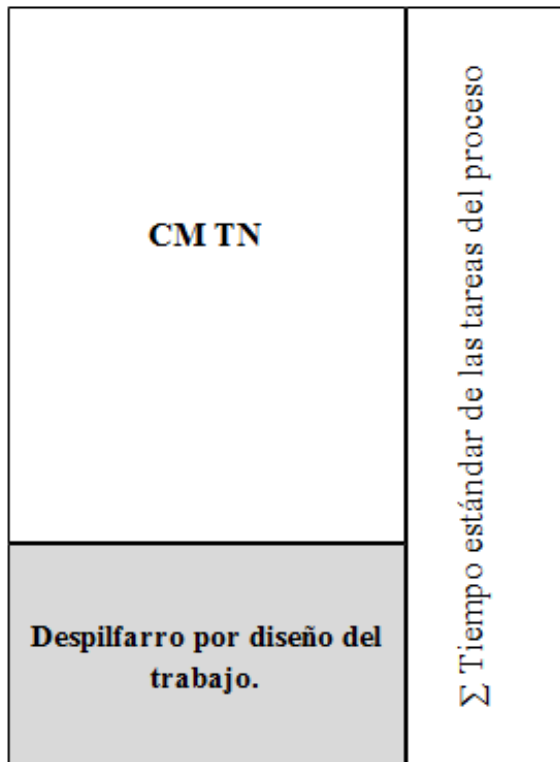 CM TN
Despilfarro por diseño del
trabajo.
∑ Tiempo estándar de las tareas del proceso